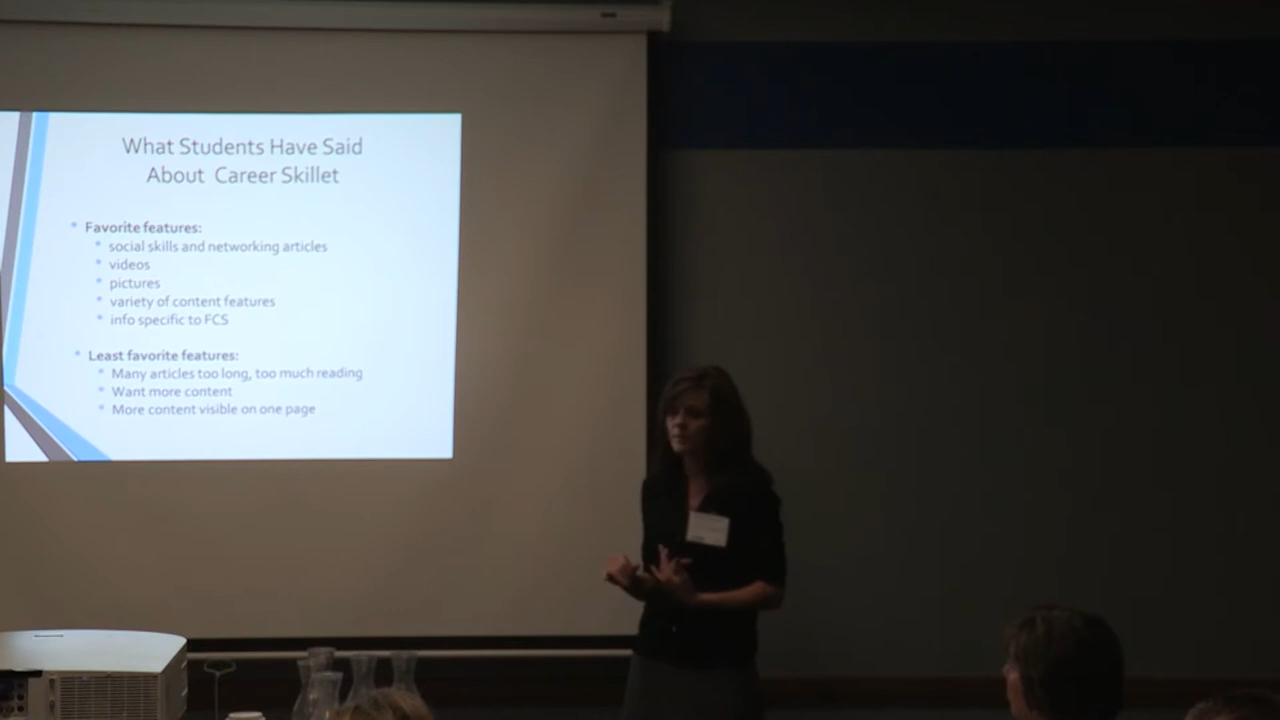 What Students Have Said
About Career Skillet
Favorite features:
social skills and networking articles
videos
pictures
variety of content features
info specific to FCS
Least favorite features:
Many articles too long, too much reading
Want more content
More content visible on one page